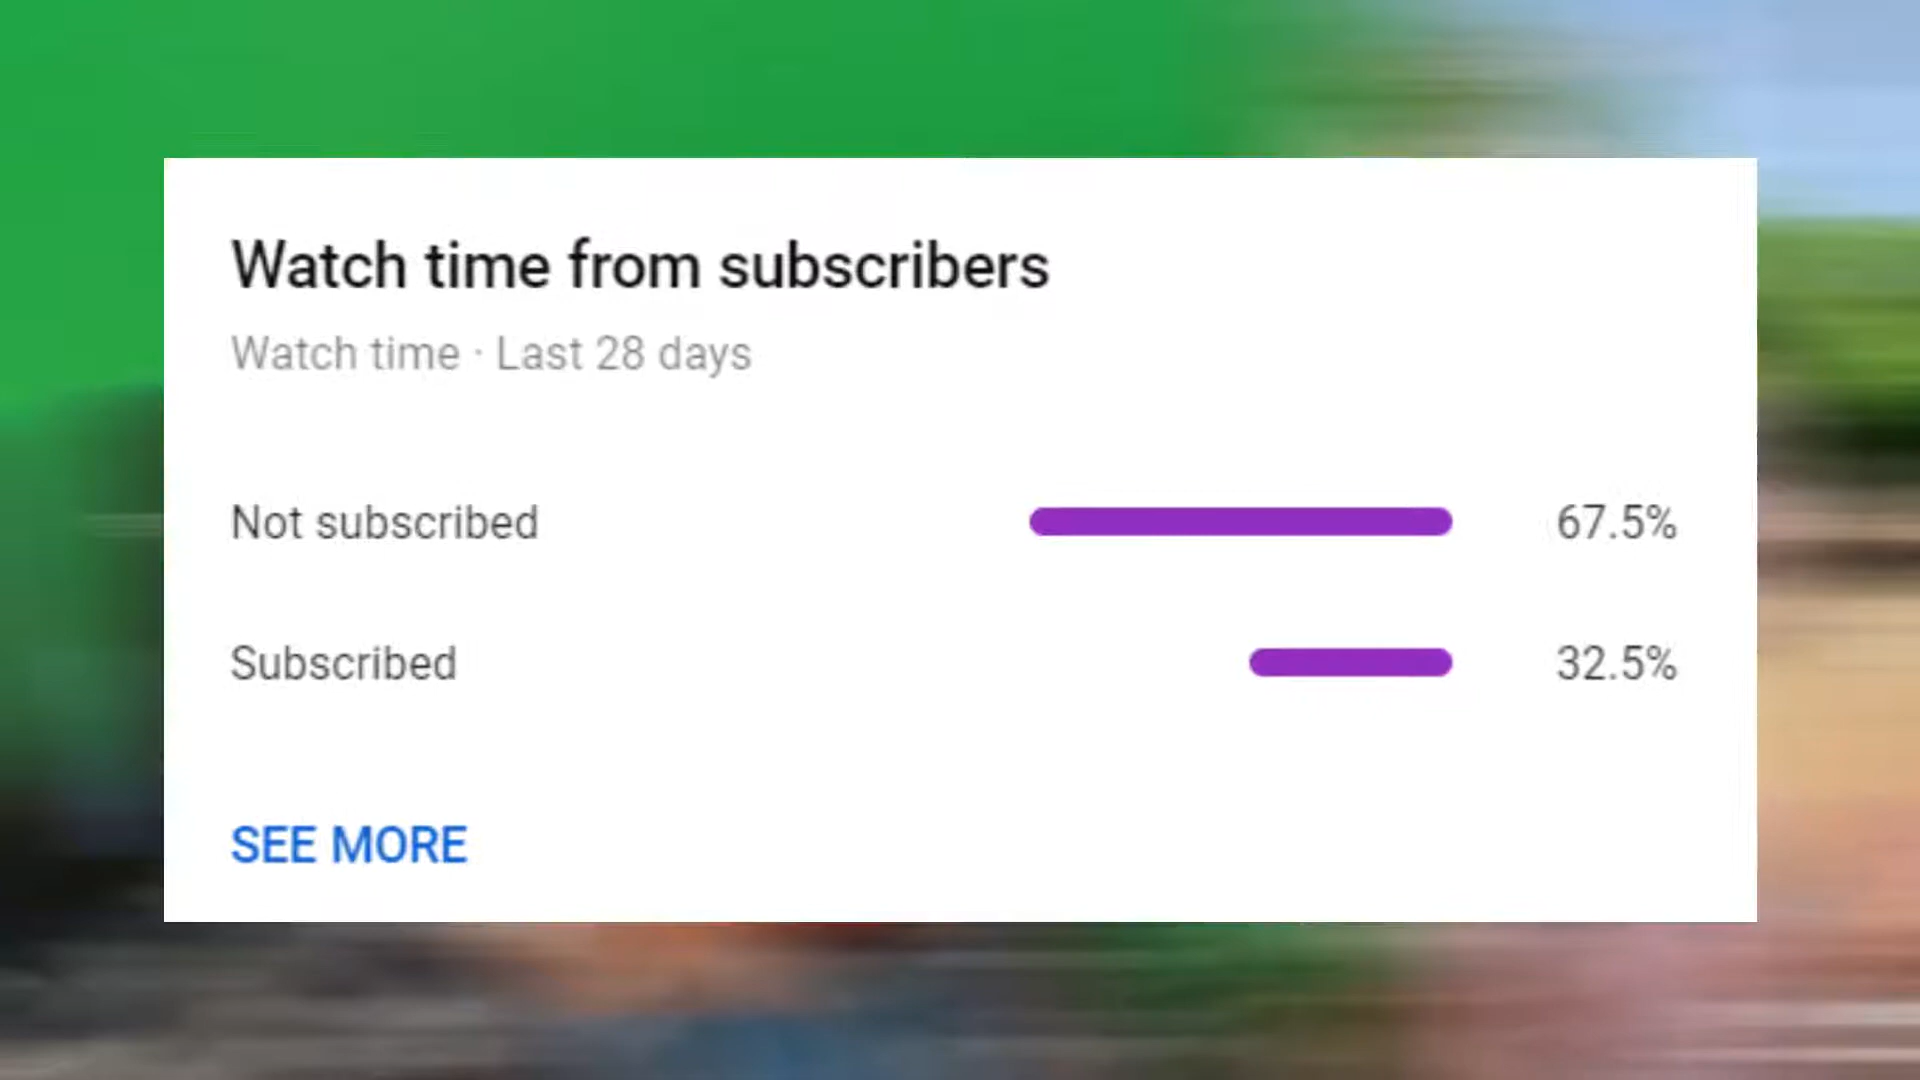 Watch time from subscribers
Watch time · Last 28 days
Not subscribed 67.5%
Subscribed 32.5%
SEE MORE